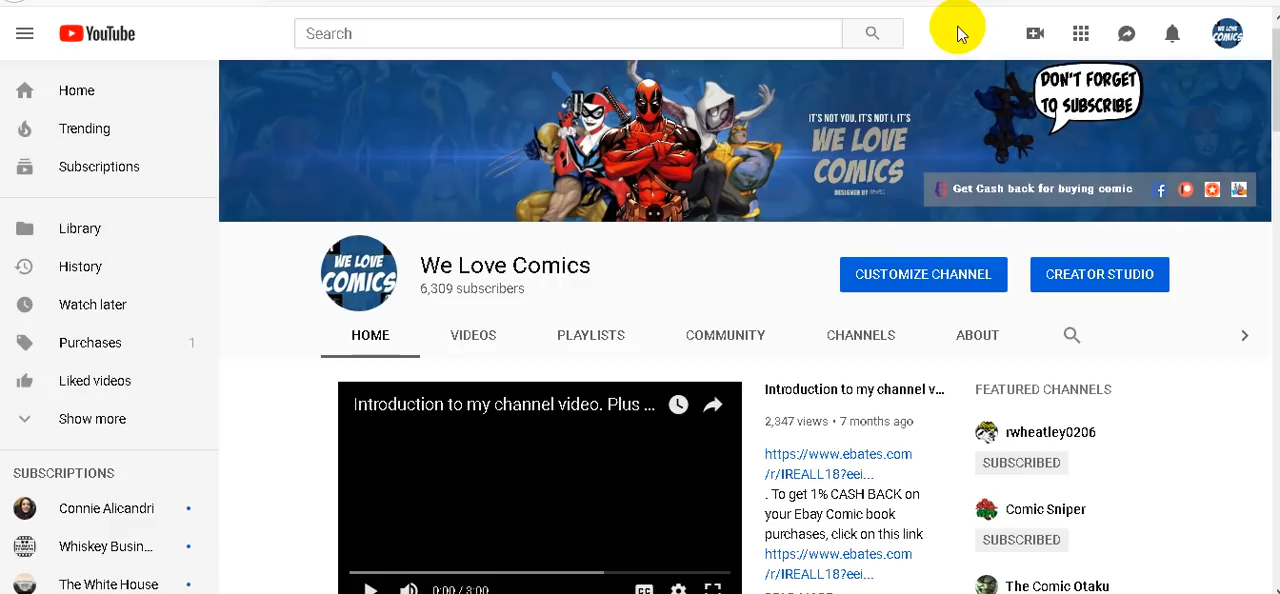 YouTube
Search
WE LOVE
COMICS
Home
Trending
Subscriptions
Library
History
Watch later
Purchases 1
Liked videos
Show more
SUBSCRIPTIONS
Connie Alicandri
Whiskey Busin...
The White House
DON'T FORGET
TO SUBSCRIBE
IT'S NOT YOU, IT'S NOT I, IT'S
WE LOVE
COMICS
DESIGNED BY
Get Cash back for buying comic
WE LOVE
COMICS
We Love Comics
6,309 subscribers
CUSTOMIZE CHANNEL
CREATOR STUDIO
HOME VIDEOS PLAYLISTS COMMUNITY CHANNELS ABOUT
Introduction to my channel video. Plus ...
0:00 / 3:00
Introduction to my channel v...
2,347 views • 7 months ago
https://www.ebates.com
/r/IREALL18?eei...
. To get 1% CASH BACK on
your Ebay Comic book
purchases, click on this link
https://www.ebates.com
/r/IREALL18?eei...
FEATURED CHANNELS
rwheatley0206
SUBSCRIBED
Comic Sniper
SUBSCRIBED
The Comic Otaku